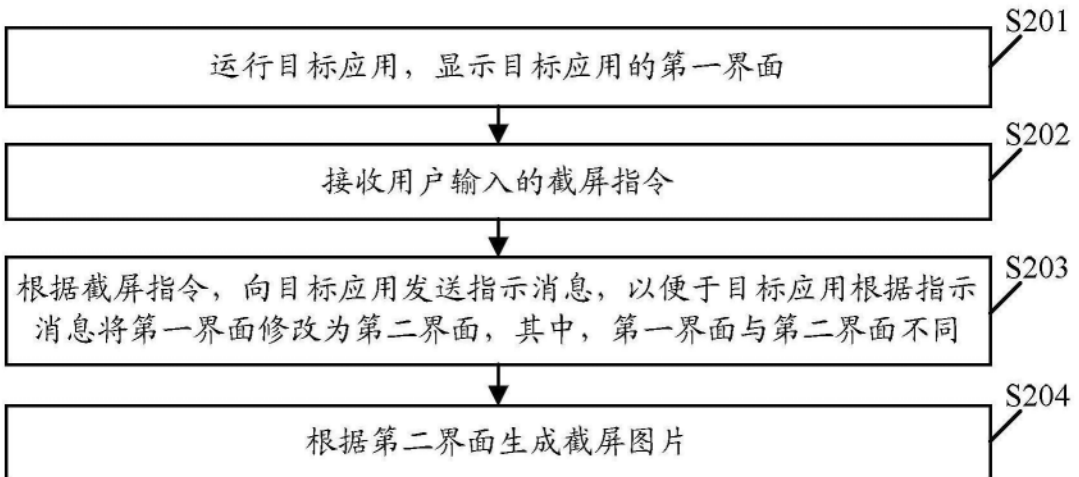 S201
运行目标应用，显示目标应用的第一界面
S202
接收用户输入的截屏指令
S203
根据截屏指令，向目标应用发送指示消息，以便于目标应用根据指示
消息将第一界面修改为第二界面，其中，第一界面与第二界面不同
S204
根据第二界面生成截屏图片